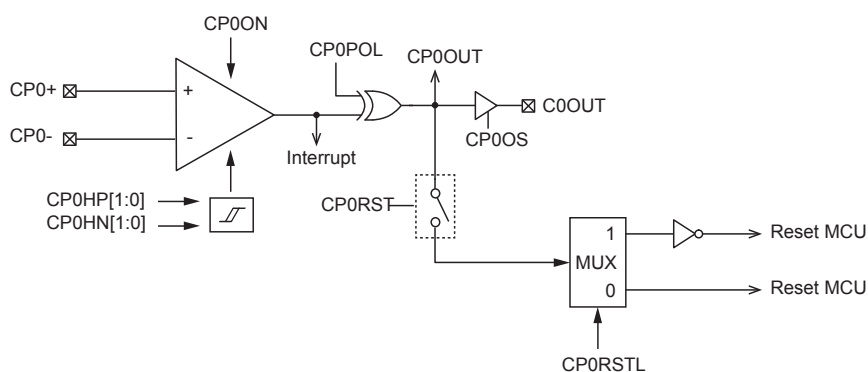 CP0ON
CP0POL
CP0OUT
CP0+
+
C0OUT
CP0-
-
CP0OS
Interrupt
CP0HP[1:0]
CP0HN[1:0]
CP0RST
1
Reset MCU
MUX
0
Reset MCU
CP0RSTL